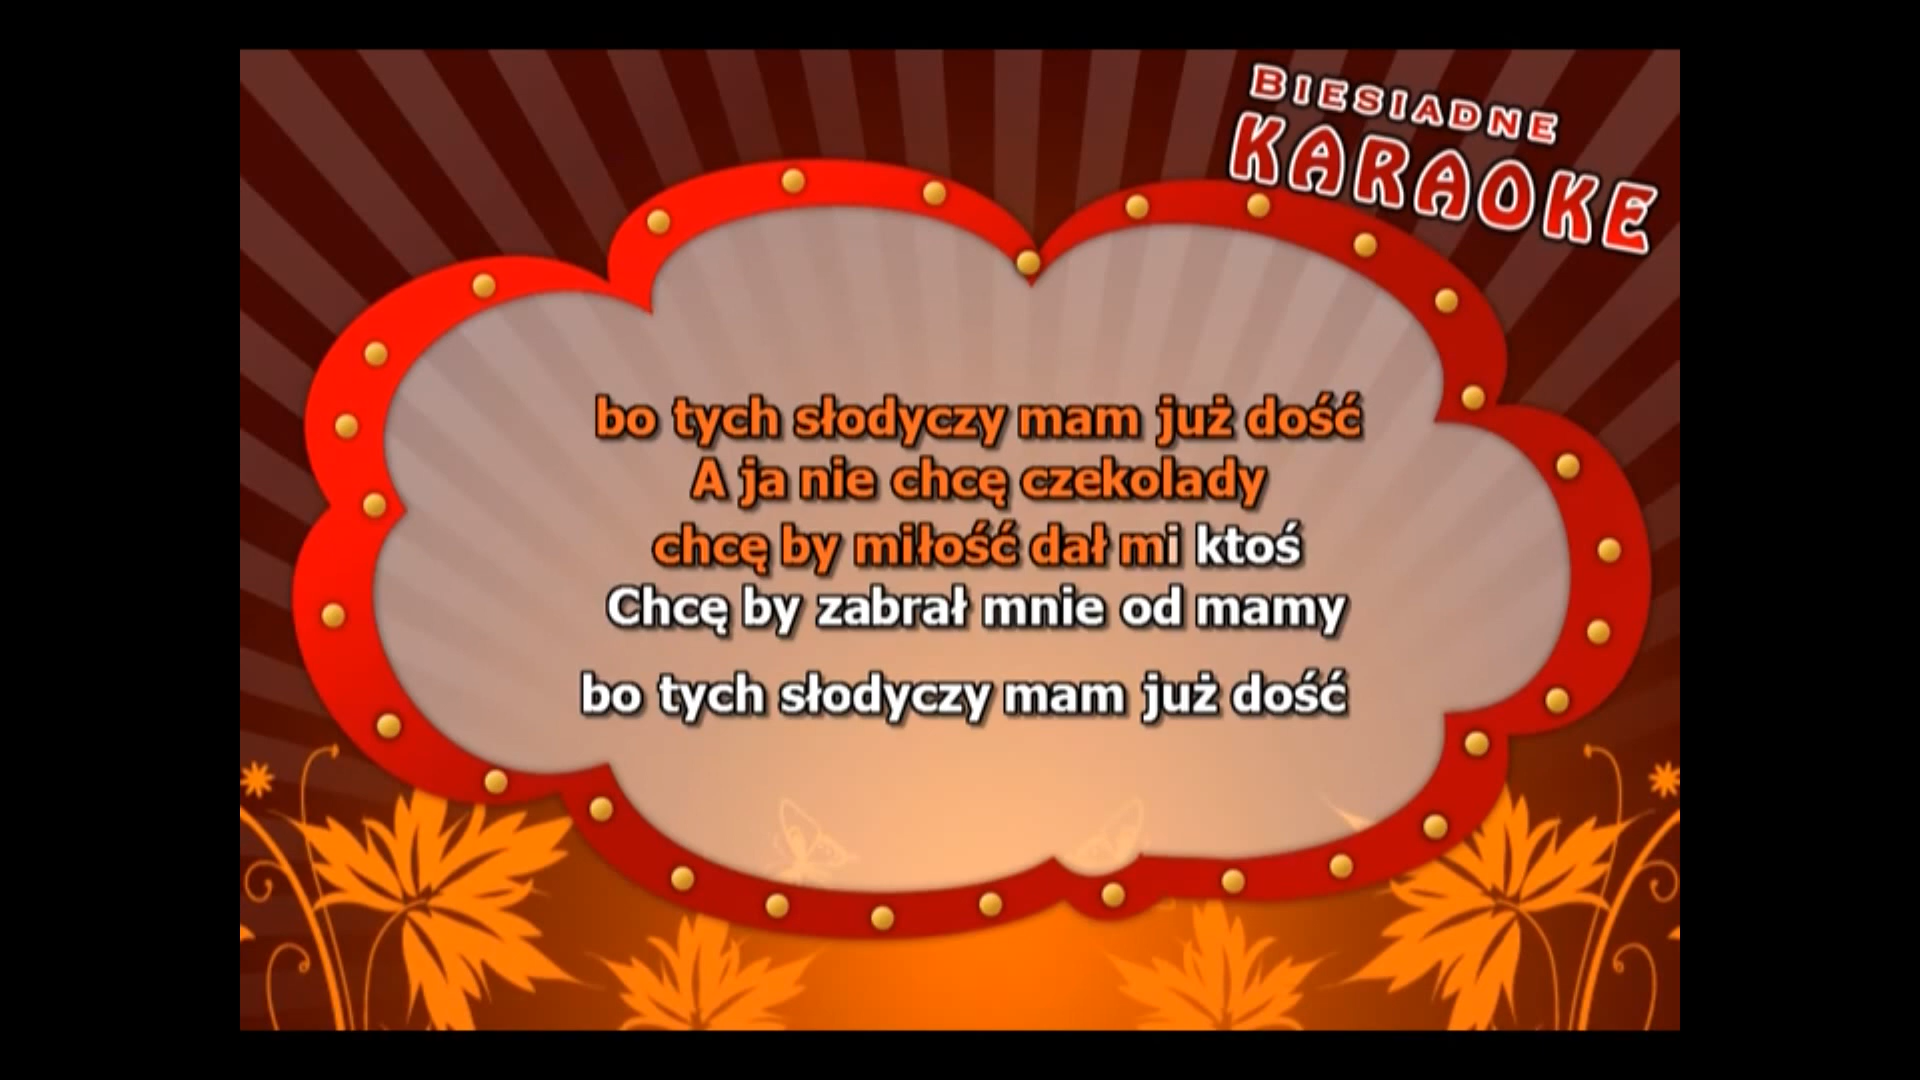 BIESIADNE
KARAOKE
bo tych słodyczy mam już dość
A ja nie chcę czekolady
chcę by miłość dał mi ktoś
Chcę by zabrał mnie od mamy
bo tych słodyczy mam już dość